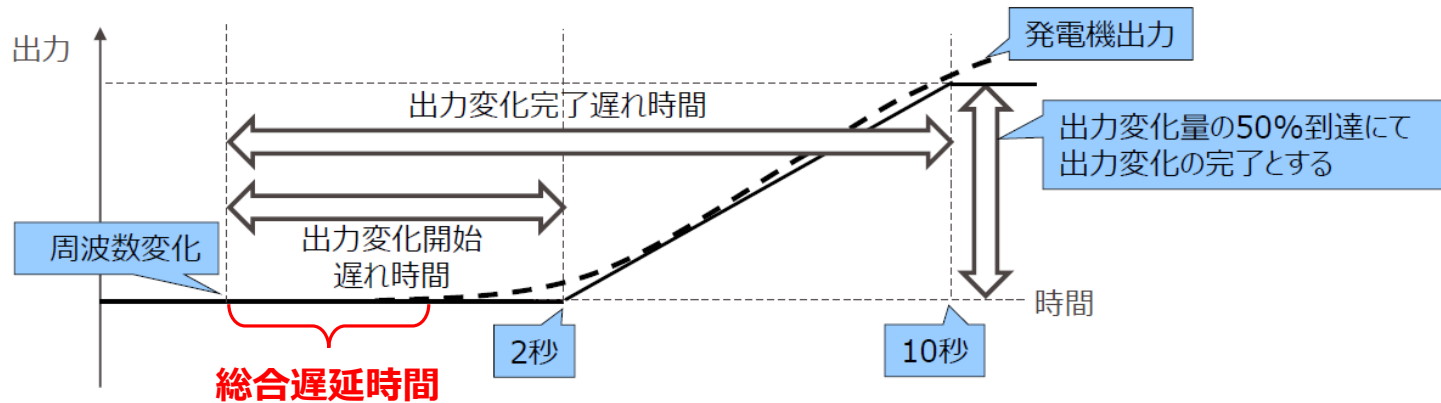 出力
発電機出力
出力変化完了遅れ時間
出力変化量の50%到達にて
出力変化の完了とする
周波数変化
出力変化開始
遅れ時間
時間
2秒
10秒
総合遅延時間